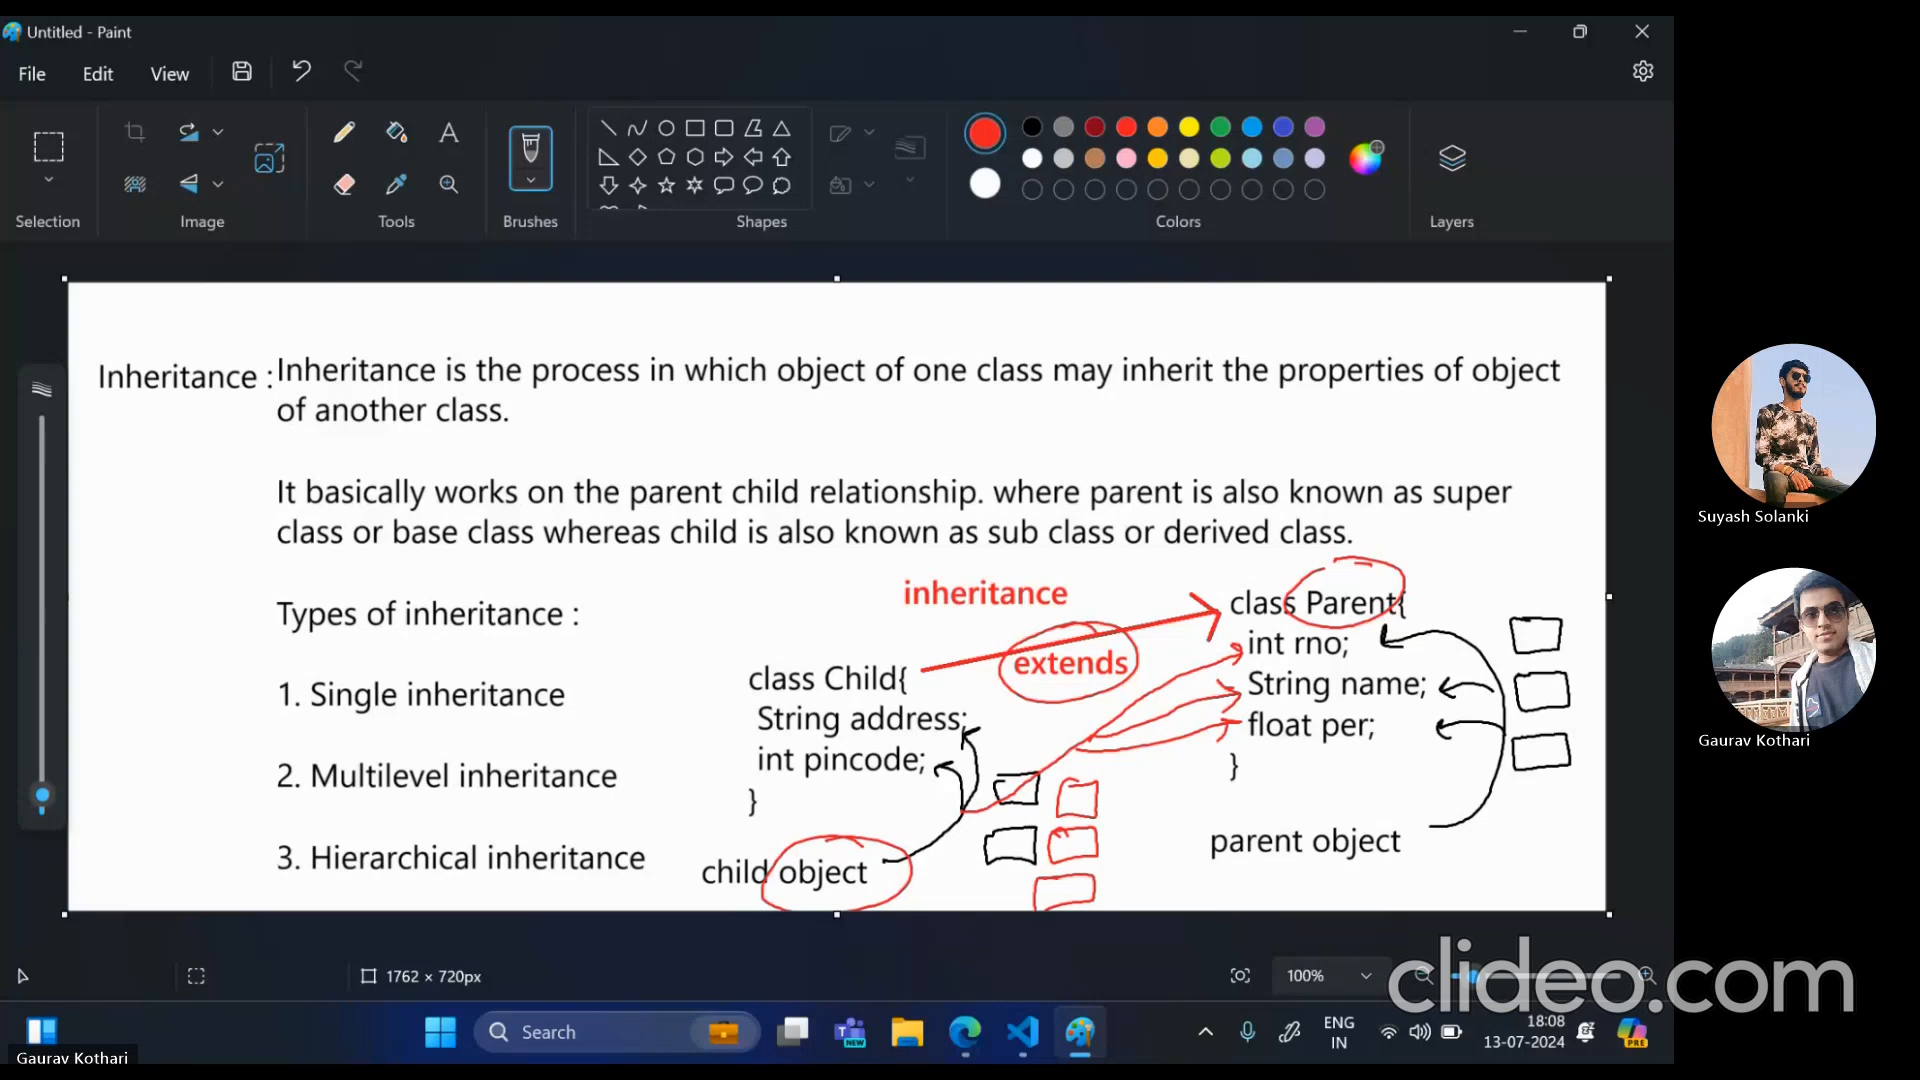 Untitled - Paint
File Edit View
Selection Image Tools Brushes Shapes Colors Layers
Inheritance : Inheritance is the process in which object of one class may inherit the properties of object
of another class.
It basically works on the parent child relationship. where parent is also known as super
class or base class whereas child is also known as sub class or derived class.
Types of inheritance :
1. Single inheritance
2. Multilevel inheritance
3. Hierarchical inheritance
inheritance
extends
class Child{
String address;
int pincode;
}
child object
class Parent{
int rno;
String name;
float per;
}
parent object
Suyash Solanki
Gaurav Kothari
1762 × 720px
100%
clideo.com
Search
NEW
ENG
IN
18:08
13-07-2024
PRE
Gaurav Kothari